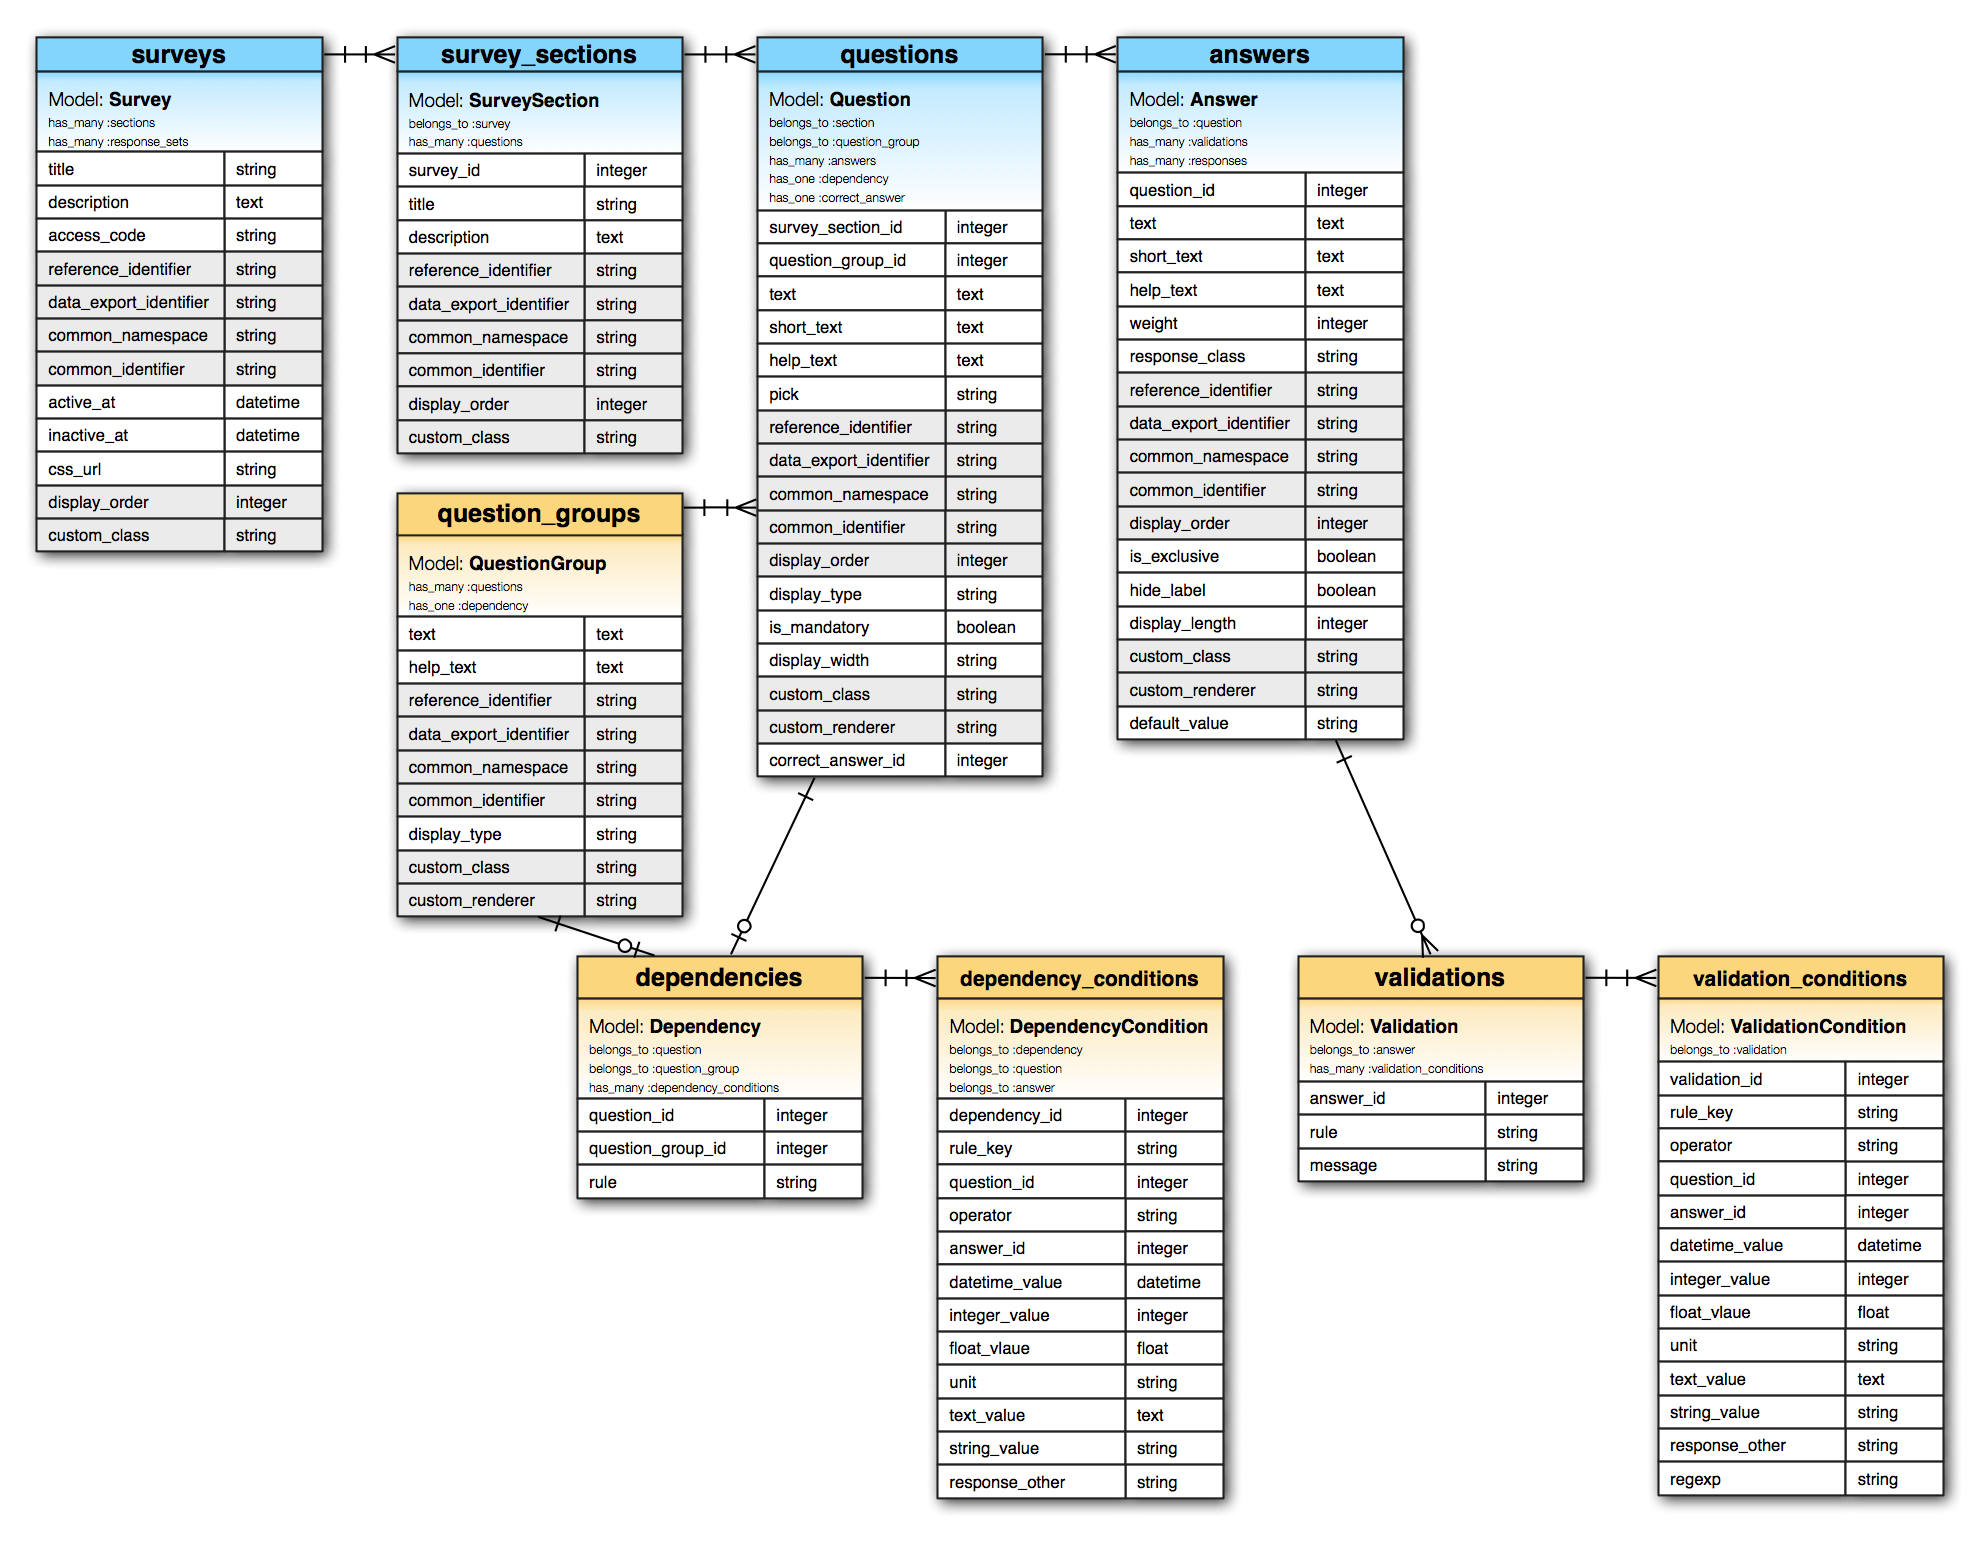 surveys
Model: Survey
has_many :sections
has_many :response_sets
title string
description text
access_code string
reference_identifier string
data_export_identifier string
common_namespace string
common_identifier string
active_at datetime
inactive_at datetime
css_url string
display_order integer
custom_class string
survey_sections
Model: SurveySection
belongs_to :survey
has_many :questions
survey_id integer
title string
description text
reference_identifier string
data_export_identifier string
common_namespace string
common_identifier string
display_order integer
custom_class string
questions
Model: Question
belongs_to :section
belongs_to :question_group
has_many :answers
has_one :dependency
has_one :correct_answer
survey_section_id integer
question_group_id integer
text text
short_text text
help_text text
pick string
reference_identifier string
data_export_identifier string
common_namespace string
common_identifier string
display_order integer
display_type string
is_mandatory boolean
display_width string
custom_class string
custom_renderer string
correct_answer_id integer
answers
Model: Answer
belongs_to :question
has_many :validations
has_many :responses
question_id integer
text text
short_text text
help_text text
weight integer
response_class string
reference_identifier string
data_export_identifier string
common_namespace string
common_identifier string
display_order integer
is_exclusive boolean
hide_label boolean
display_length integer
custom_class string
custom_renderer string
default_value string
question_groups
Model: QuestionGroup
has_many :questions
has_one :dependency
text text
help_text text
reference_identifier string
data_export_identifier string
common_namespace string
common_identifier string
display_type string
custom_class string
custom_renderer string
dependencies
Model: Dependency
belongs_to :question
belongs_to :question_group
has_many :dependency_conditions
question_id integer
question_group_id integer
rule string
dependency_conditions
Model: DependencyCondition
belongs_to :dependency
belongs_to :question
belongs_to :answer
dependency_id integer
rule_key string
question_id integer
operator string
answer_id integer
datetime_value datetime
integer_value integer
float_vlaue float
unit string
text_value text
string_value string
response_other string
validations
Model: Validation
belongs_to :answer
has_many :validation_conditions
answer_id integer
rule string
message string
validation_conditions
Model: ValidationCondition
belongs_to :validation
validation_id integer
rule_key string
operator string
question_id integer
answer_id integer
datetime_value datetime
integer_value integer
float_vlaue float
unit string
text_value text
string_value string
response_other string
regexp string